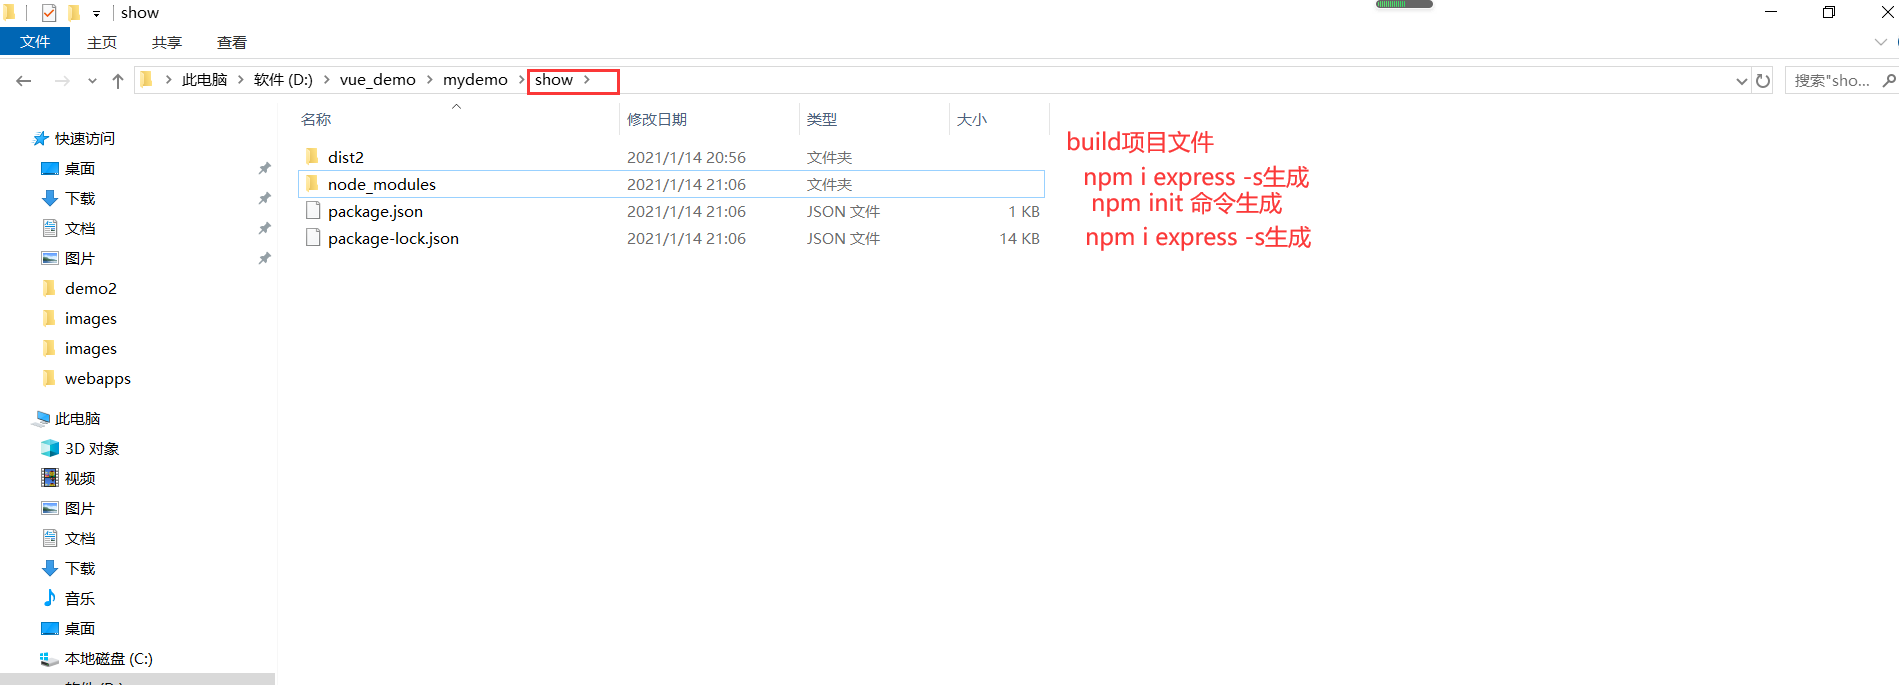 show
文件 主页 共享 查看
此电脑 软件 (D:) vue_demo mydemo show 搜索"sho...
名称 修改日期 类型 大小
build项目文件
dist2 2021/1/14 20:56 文件夹
npm i express -s生成
node_modules 2021/1/14 21:06 文件夹
npm init 命令生成
package.json 2021/1/14 21:06 JSON 文件 1 KB
npm i express -s生成
package-lock.json 2021/1/14 21:06 JSON 文件 14 KB
快速访问
桌面
下载
文档
图片
demo2
images
images
webapps
此电脑
3D 对象
视频
图片
文档
下载
音乐
桌面
本地磁盘 (C:)